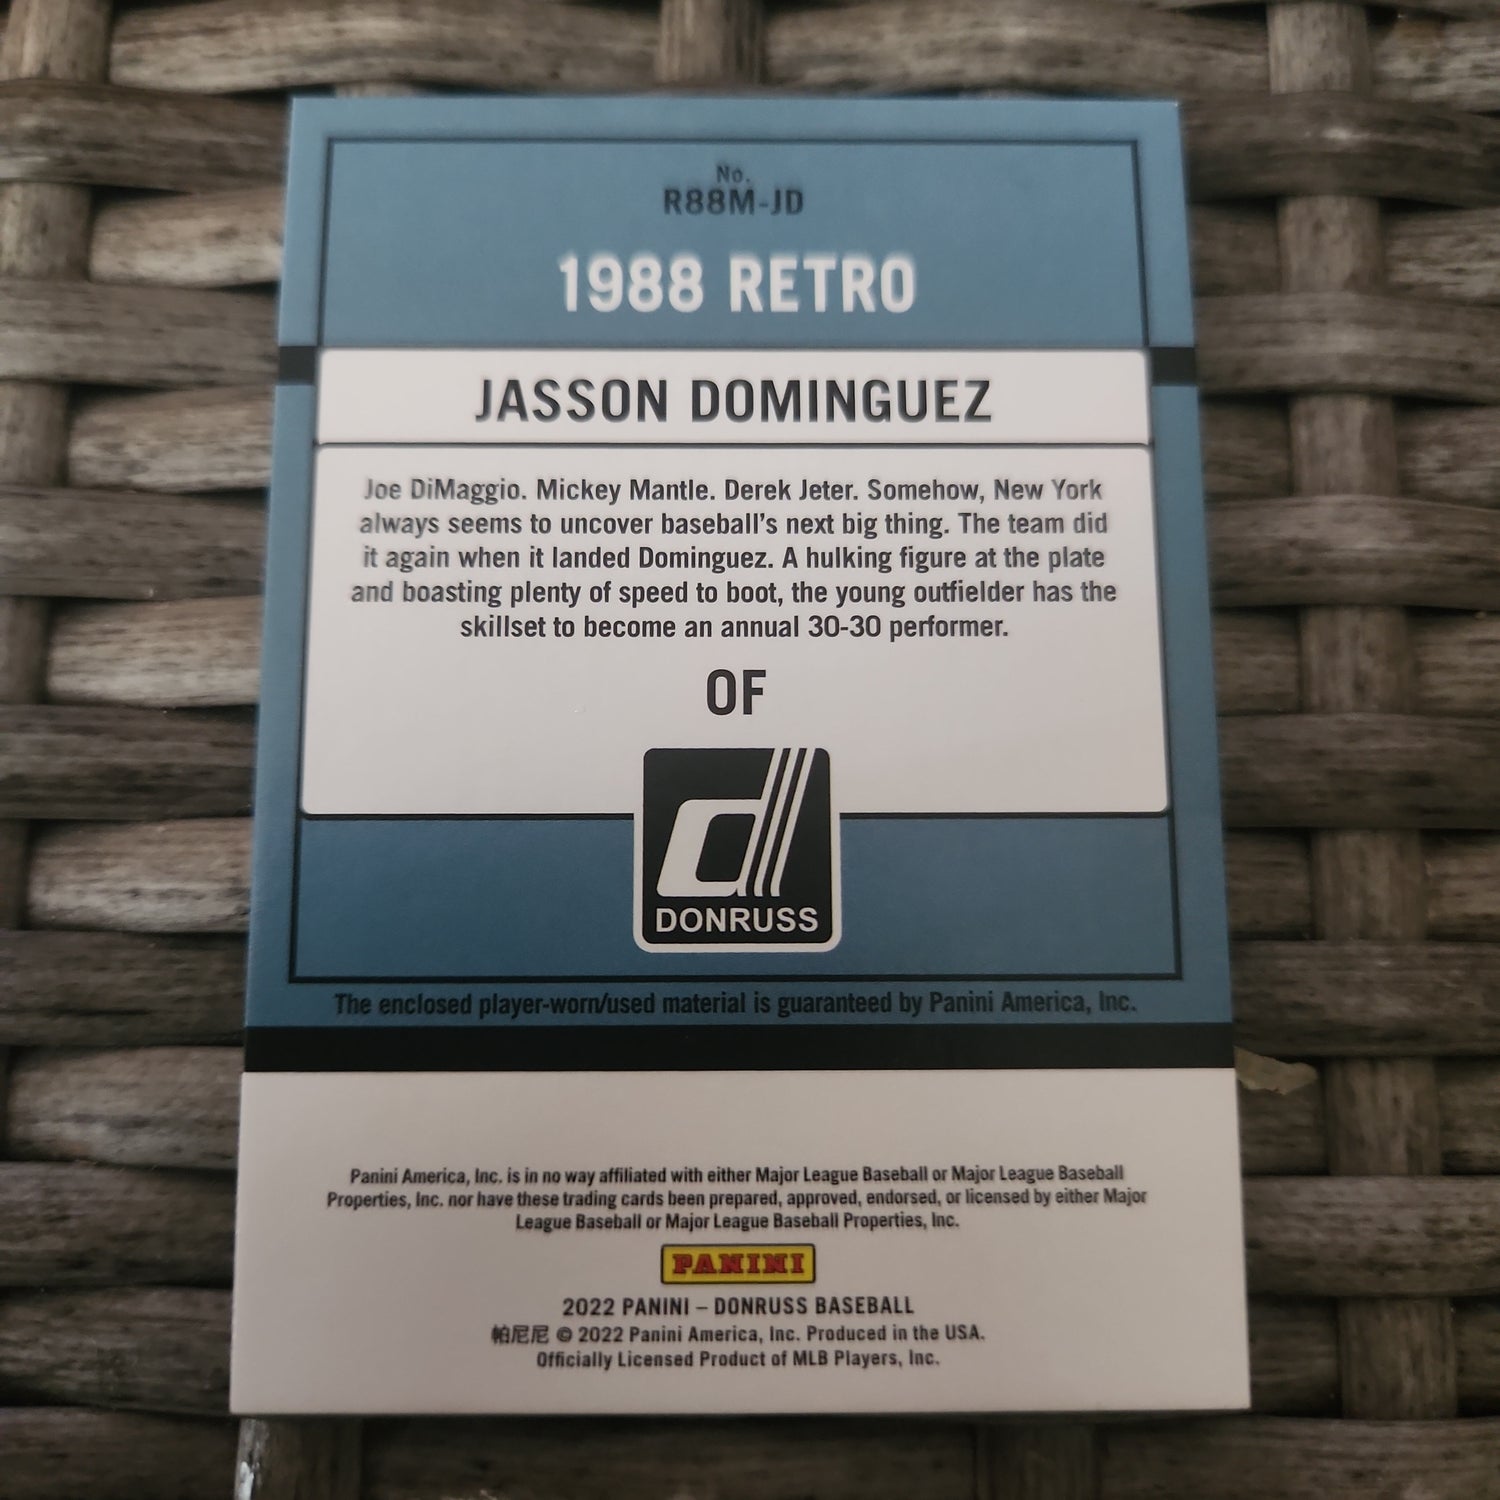 No.
R88M-JD
1988 RETRO
JASSON DOMINGUEZ
Joe DiMaggio. Mickey Mantle. Derek Jeter. Somehow, New York
always seems to uncover baseball's next big thing. The team did
it again when it landed Dominguez. A hulking figure at the plate
and boasting plenty of speed to boot, the young outfielder has the
skillset to become an annual 30-30 performer.
OF
DONRUSS
The enclosed player-worn/used material is guaranteed by Panini America, Inc.
Panini America, Inc. is in no way affiliated with either Major League Baseball or Major League Baseball
Properties, Inc. nor have these trading cards been prepared, approved, endorsed, or licensed by either Major
League Baseball or Major League Baseball Properties, Inc.
PANINI
2022 PANINI – DONRUSS BASEBALL
帕尼尼 © 2022 Panini America, Inc. Produced in the USA.
Officially Licensed Product of MLB Players, Inc.